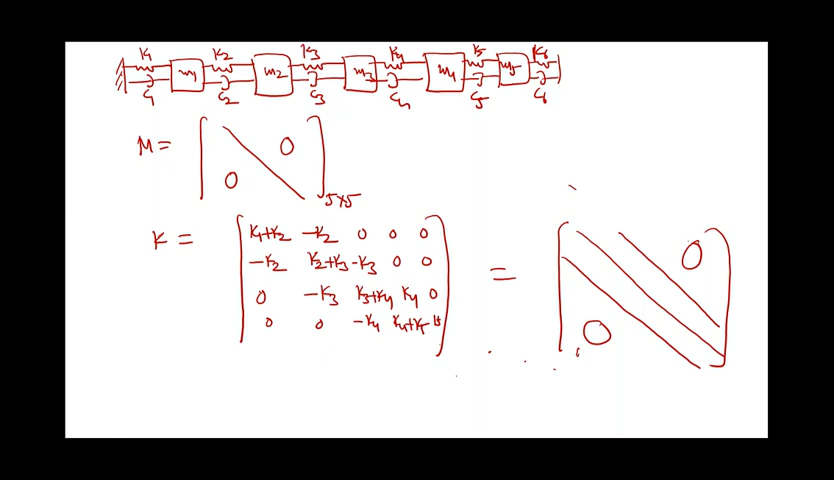 K1 K2 K3 K4 K5 K6
m1 m2 m3 m4 m5
C1 C2 C3 C4 C5 C6
M = [ 0 0 ] 5x5
K =
K1+K2 -K2 0 0 0
-K2 K2+K3 -K3 0 0
0 -K3 K3+K4 K4 0
0 0 -K4 K4+K5
= [ 0 0 ]